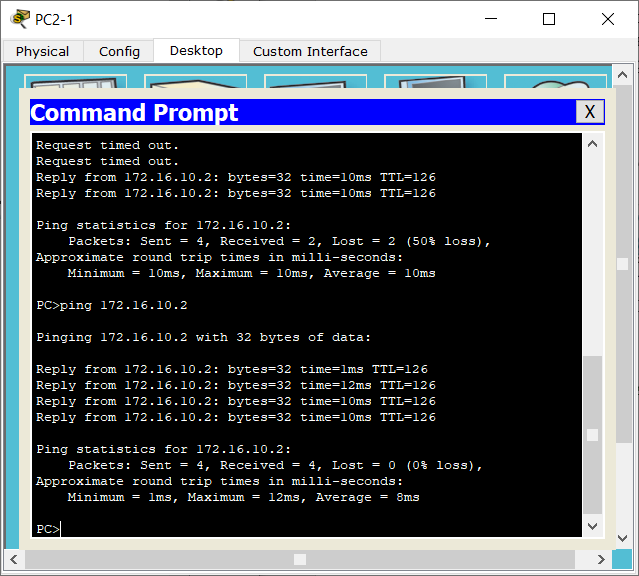 PC2-1
Physical Config Desktop Custom Interface
Command Prompt X
Request timed out.
Request timed out.
Reply from 172.16.10.2: bytes=32 time=10ms TTL=126
Reply from 172.16.10.2: bytes=32 time=10ms TTL=126
Ping statistics for 172.16.10.2:
Packets: Sent = 4, Received = 2, Lost = 2 (50% loss),
Approximate round trip times in milli-seconds:
Minimum = 10ms, Maximum = 10ms, Average = 10ms
PC>ping 172.16.10.2
Pinging 172.16.10.2 with 32 bytes of data:
Reply from 172.16.10.2: bytes=32 time=1ms TTL=126
Reply from 172.16.10.2: bytes=32 time=12ms TTL=126
Reply from 172.16.10.2: bytes=32 time=10ms TTL=126
Reply from 172.16.10.2: bytes=32 time=10ms TTL=126
Ping statistics for 172.16.10.2:
Packets: Sent = 4, Received = 4, Lost = 0 (0% loss),
Approximate round trip times in milli-seconds:
Minimum = 1ms, Maximum = 12ms, Average = 8ms
PC>